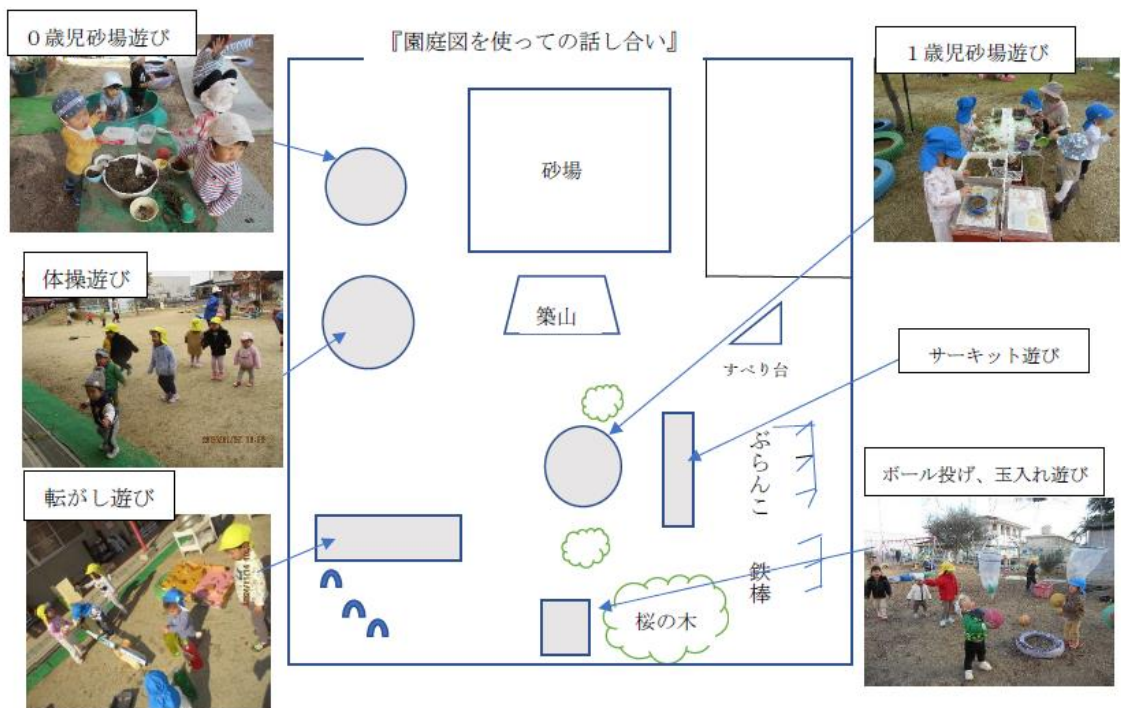 『園庭図を使っての話し合い』
０歳児砂場遊び
１歳児砂場遊び
砂場
体操遊び
築山
すべり台
サーキット遊び
ぶらんこ
ボール投げ、玉入れ遊び
転がし遊び
鉄棒
桜の木